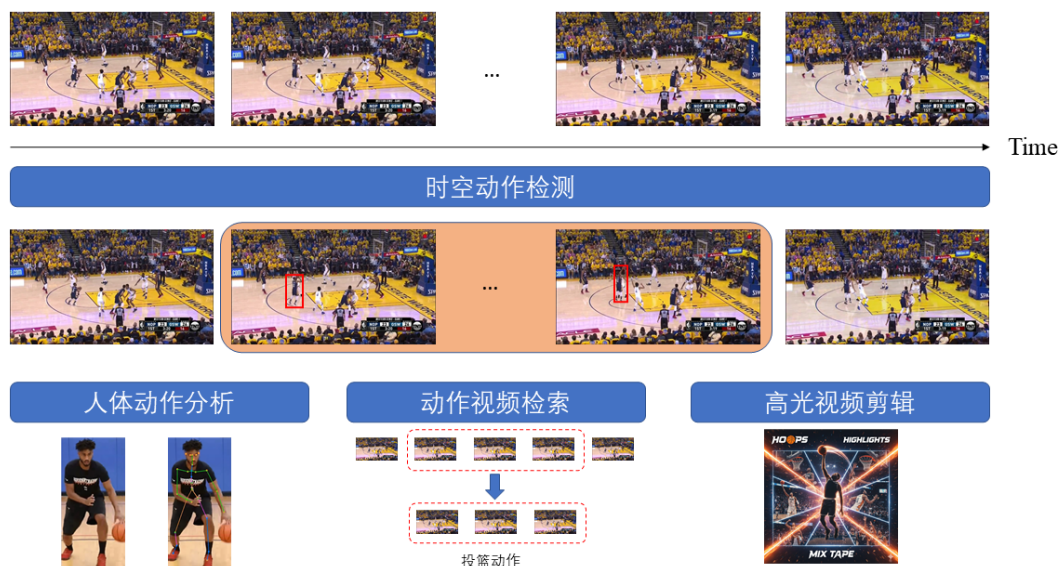 ...
Time
时空动作检测
...
人体动作分析
动作视频检索
高光视频剪辑
HOOPS
HIGHLIGHTS
MIX TAPE
投篮动作